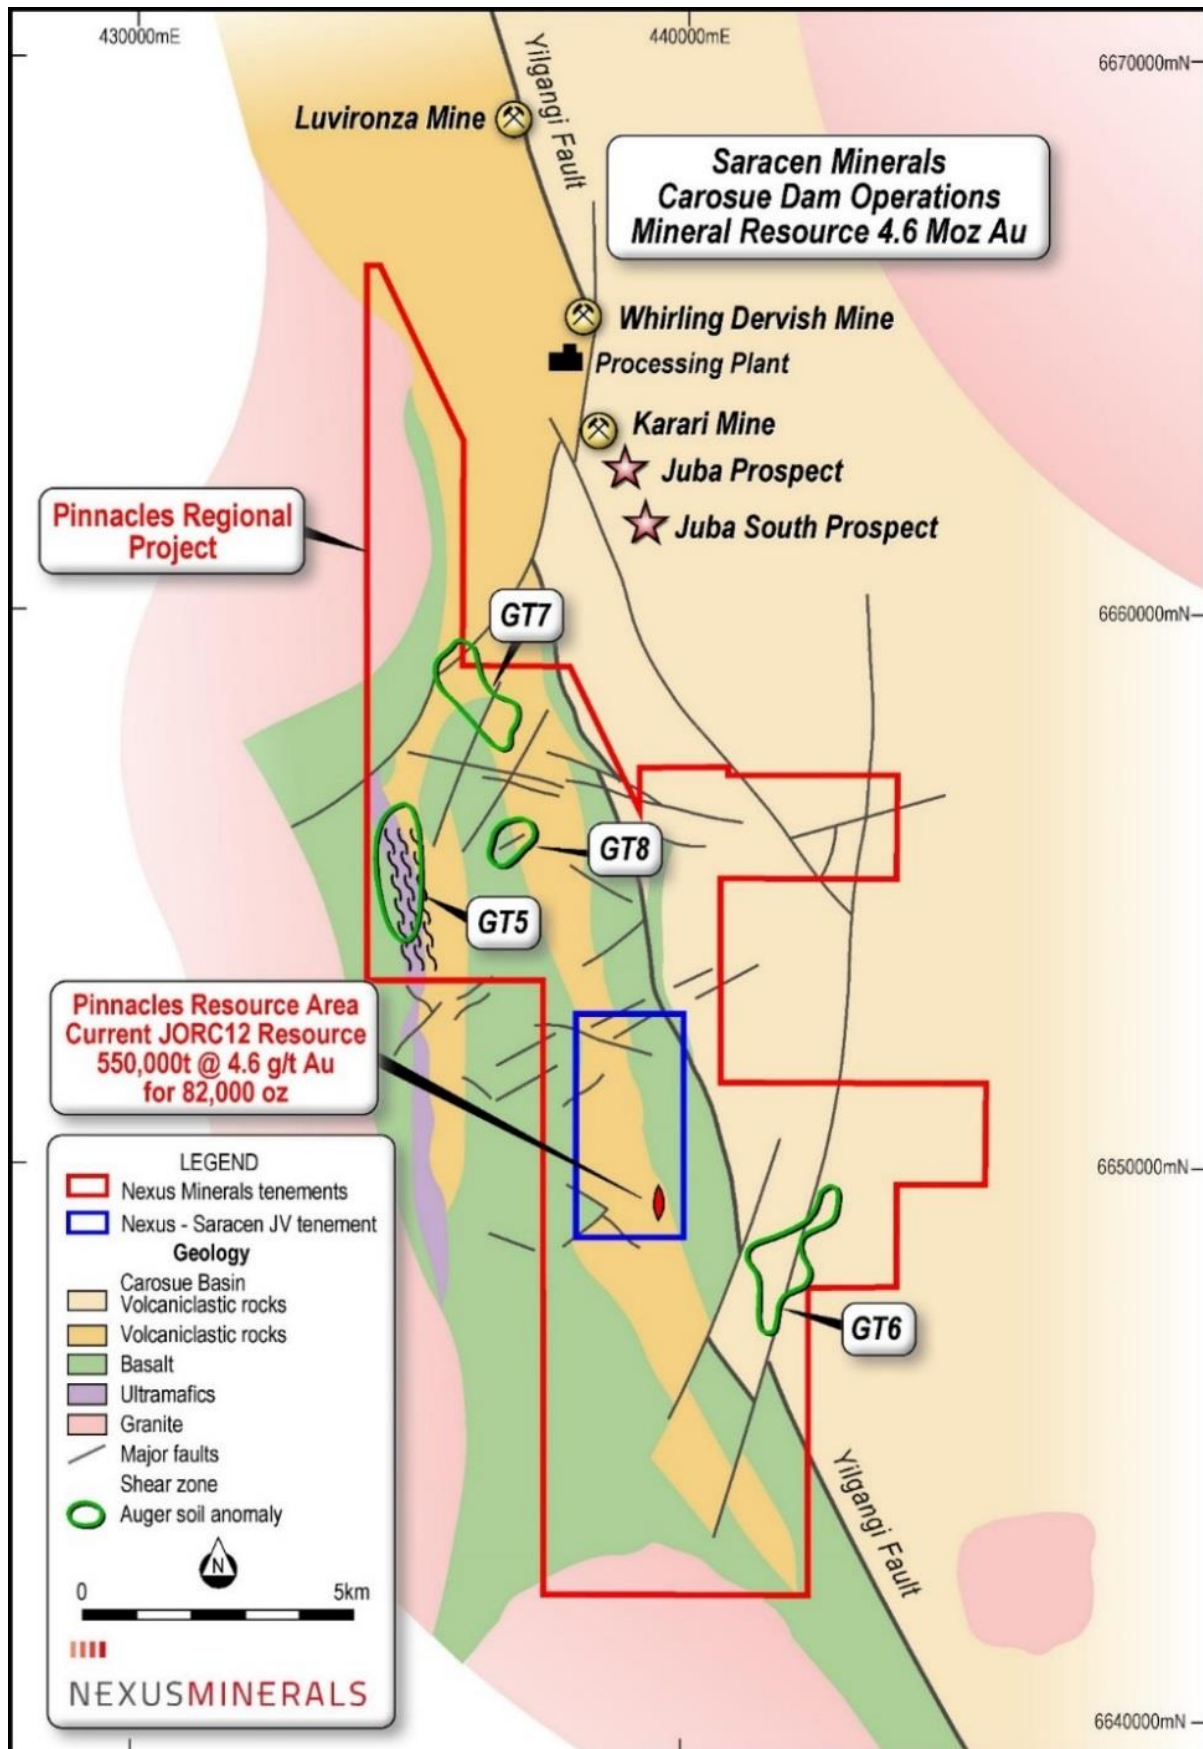 430000mE
440000mE
6670000mN
Yilgangi Fault
Luvironza Mine
Saracen Minerals
Carosue Dam Operations
Mineral Resource 4.6 Moz Au
Whirling Dervish Mine
Processing Plant
Karari Mine
Juba Prospect
Juba South Prospect
Pinnacles Regional
Project
GT7
6660000mN
GT8
GT5
Pinnacles Resource Area
Current JORC12 Resource
550,000t @ 4.6 g/t Au
for 82,000 oz
6650000mN
GT6
LEGEND
Nexus Minerals tenements
Nexus - Saracen JV tenement
Geology
Carosue Basin
Volcaniclastic rocks
Volcaniclastic rocks
Basalt
Ultramafics
Granite
Major faults
Shear zone
Auger soil anomaly
N
0
5km
NEXUSMINERALS
Yilgangi Fault
6640000mN